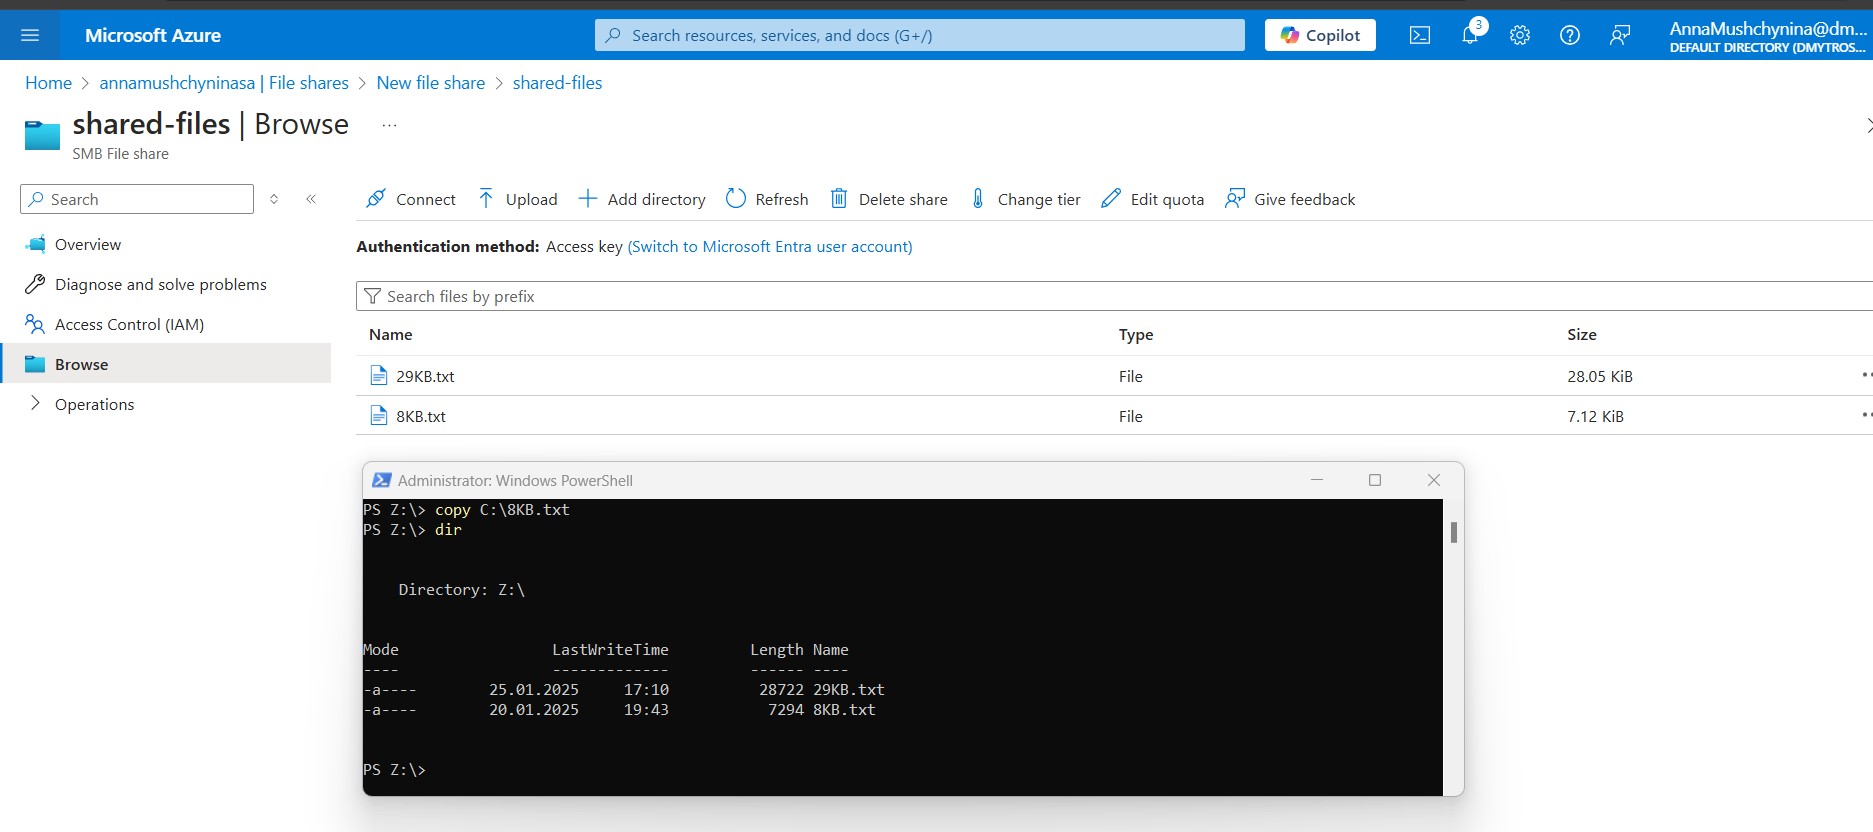 Microsoft Azure
Search resources, services, and docs (G+/)
Copilot
3
AnnaMushchynina@dm...
DEFAULT DIRECTORY (DMYTROS...
Home > annamushchyninasa | File shares > New file share > shared-files
shared-files | Browse ...
SMB File share
Search
Connect Upload Add directory Refresh Delete share Change tier Edit quota Give feedback
Overview
Diagnose and solve problems
Access Control (IAM)
Browse
Operations
Authentication method: Access key (Switch to Microsoft Entra user account)
Search files by prefix
Name Type Size
29KB.txt File 28.05 KiB
8KB.txt File 7.12 KiB
Administrator: Windows PowerShell
PS Z:\> copy C:\8KB.txt
PS Z:\> dir
Directory: Z:\
Mode LastWriteTime Length Name
---- ------------- ------ ----
-a---- 25.01.2025 17:10 28722 29KB.txt
-a---- 20.01.2025 19:43 7294 8KB.txt
PS Z:\>